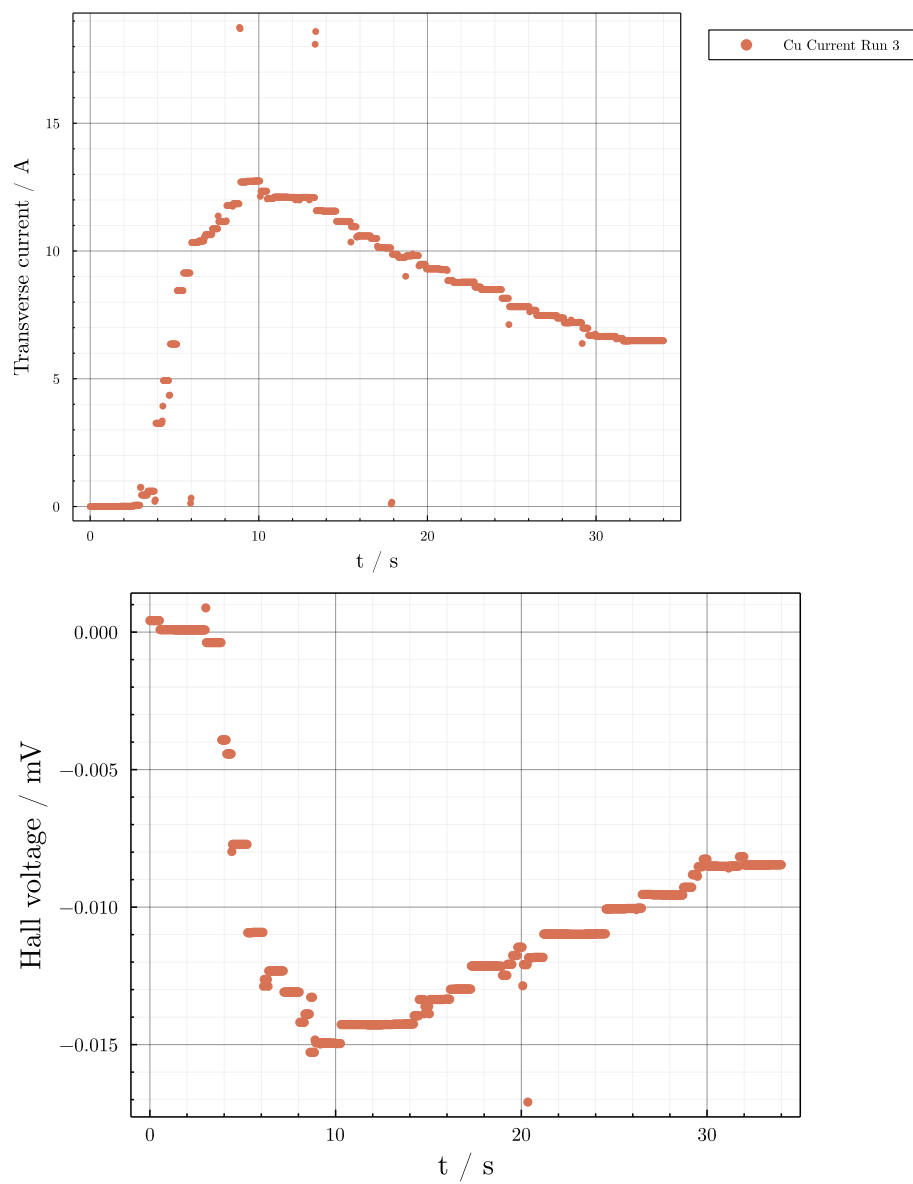 Cu Current Run 3
Transverse current / A
15
10
5
0
0 10 20 30
t / s
Hall voltage / mV
0.000
−0.005
−0.010
−0.015
0 10 20 30
t / s